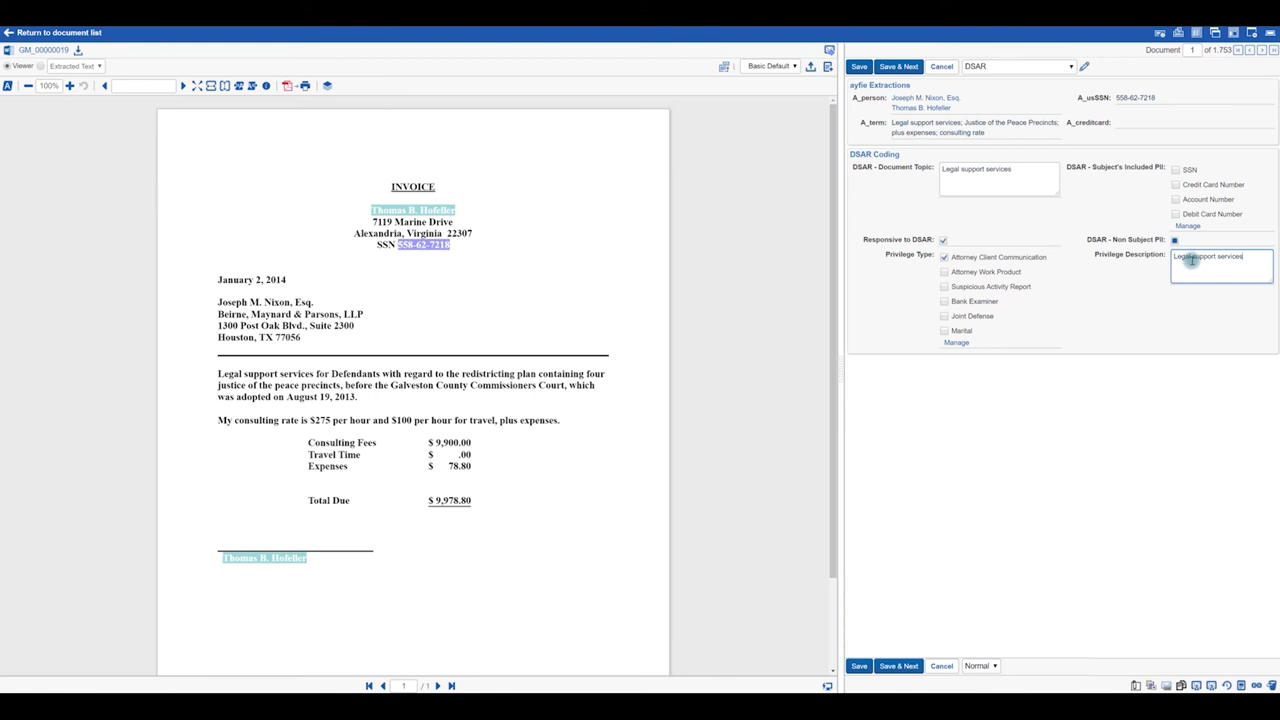 Return to document list
GM_00000019
Document 1 of 1.753
Viewer Extracted Text
Basic Default
Save Save & Next Cancel DSAR
100%
ayfie Extractions
A_person: Joseph M. Nixon, Esq.
Thomas B. Hofeller
A_usSSN: 558-62-7218
A_term: Legal support services; Justice of the Peace Precincts;
plus expenses; consulting rate
A_creditcard:
DSAR Coding
DSAR - Document Topic: Legal support services
DSAR - Subject's Included PII: SSN
Credit Card Number
Account Number
Debit Card Number
Manage
Responsive to DSAR:
DSAR - Non Subject PII:
Privilege Type: Attorney Client Communication
Attorney Work Product
Suspicious Activity Report
Bank Examiner
Joint Defense
Marital
Manage
Privilege Description: Legal support services
INVOICE
Thomas B. Hofeller
7119 Marine Drive
Alexandria, Virginia 22307
SSN 558-62-7218
January 2, 2014
Joseph M. Nixon, Esq.
Beirne, Maynard & Parsons, LLP
1300 Post Oak Blvd., Suite 2300
Houston, TX 77056
Legal support services for Defendants with regard to the redistricting plan containing four
justice of the peace precincts, before the Galveston County Commissioners Court, which
was adopted on August 19, 2013.
My consulting rate is $275 per hour and $100 per hour for travel, plus expenses.
Consulting Fees $ 9,900.00
Travel Time $ .00
Expenses $ 78.80
Total Due $ 9,978.80
Thomas B. Hofeller
Save Save & Next Cancel Normal
1 / 1